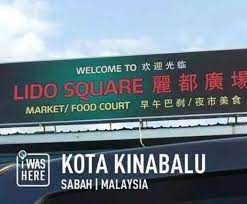 WELCOME TO 欢迎光临
LIDO SQUARE 麗都廣場
MARKET/FOOD COURT 早午巴刹/夜市美食
I WAS
HERE
KOTA KINABALU
SABAH | MALAYSIA